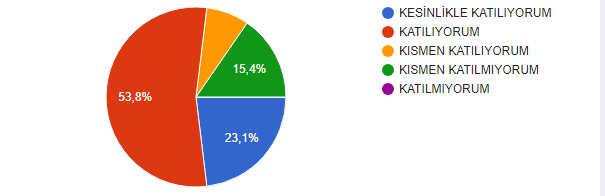 KESİNLİKLE KATILIYORUM
KATILIYORUM
KISMEN KATILIYORUM
KISMEN KATILMIYORUM
KATILMIYORUM
53,8%
15,4%
23,1%